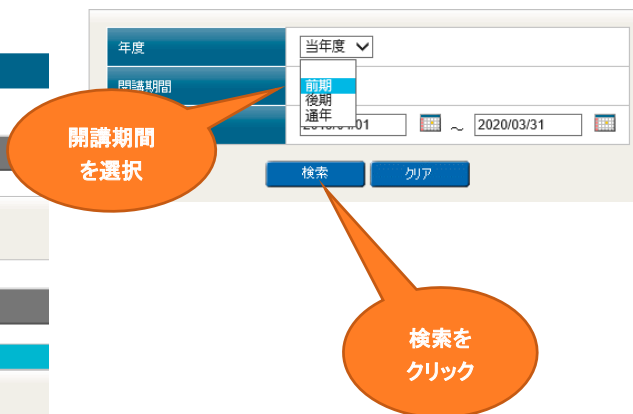 年度
当年度
開講期間
前期
後期
通年
2020/03/31
～
検索
クリア
開講期間
を選択
検索を
クリック